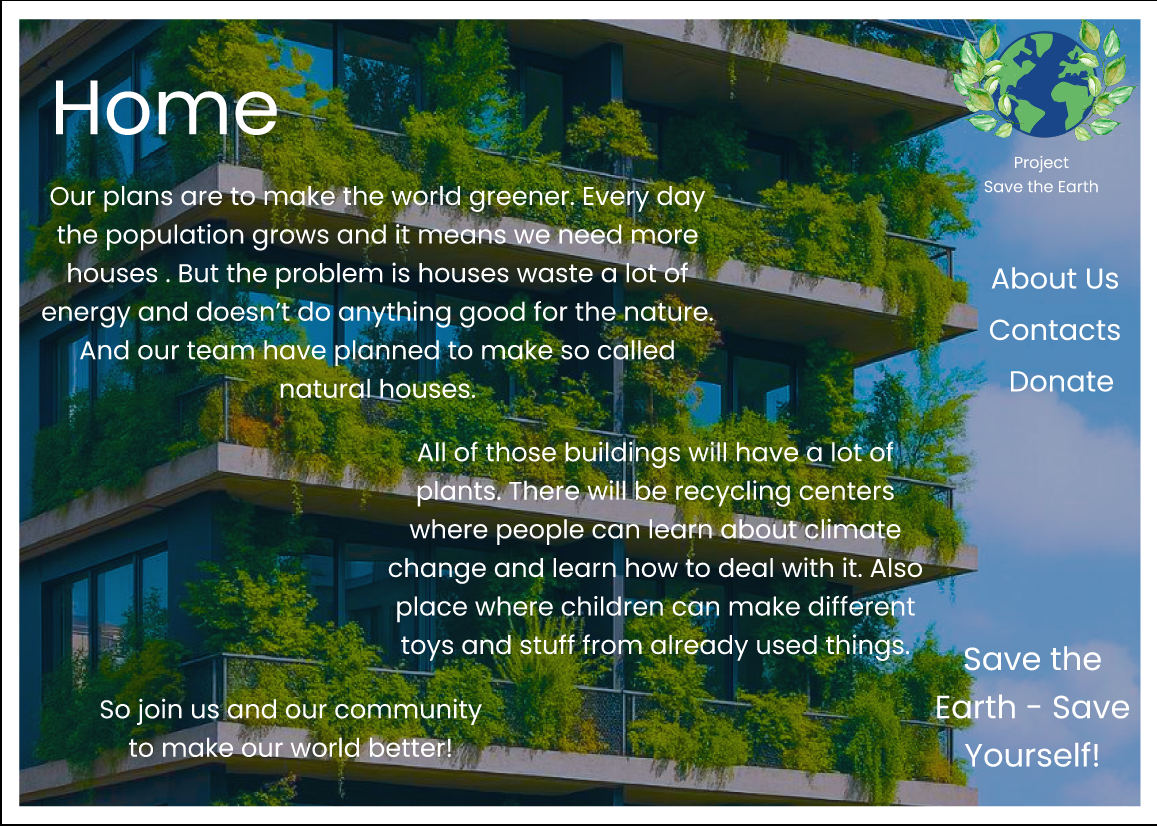 Home
Our plans are to make the world greener. Every day
the population grows and it means we need more
houses . But the problem is houses waste a lot of
energy and doesn't do anything good for the nature.
And our team have planned to make so called
natural houses.
All of those buildings will have a lot of
plants. There will be recycling centers
where people can learn about climate
change and learn how to deal with it. Also
place where children can make different
toys and stuff from already used things.
So join us and our community
to make our world better!
Project
Save the Earth
About Us
Contacts
Donate
Save the
Earth - Save
Yourself!